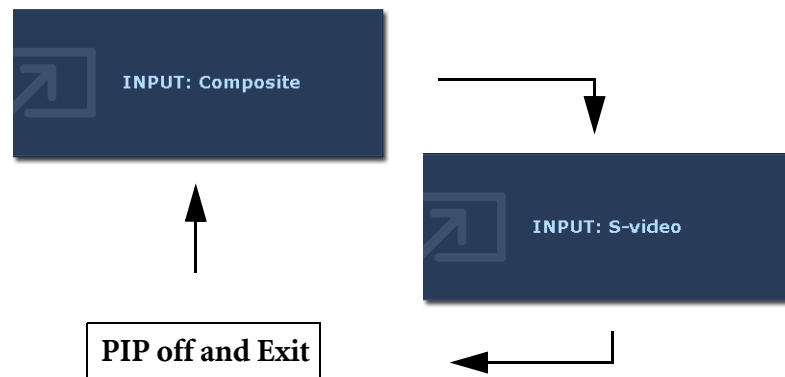 INPUT: Composite
INPUT: S-video
PIP off and Exit